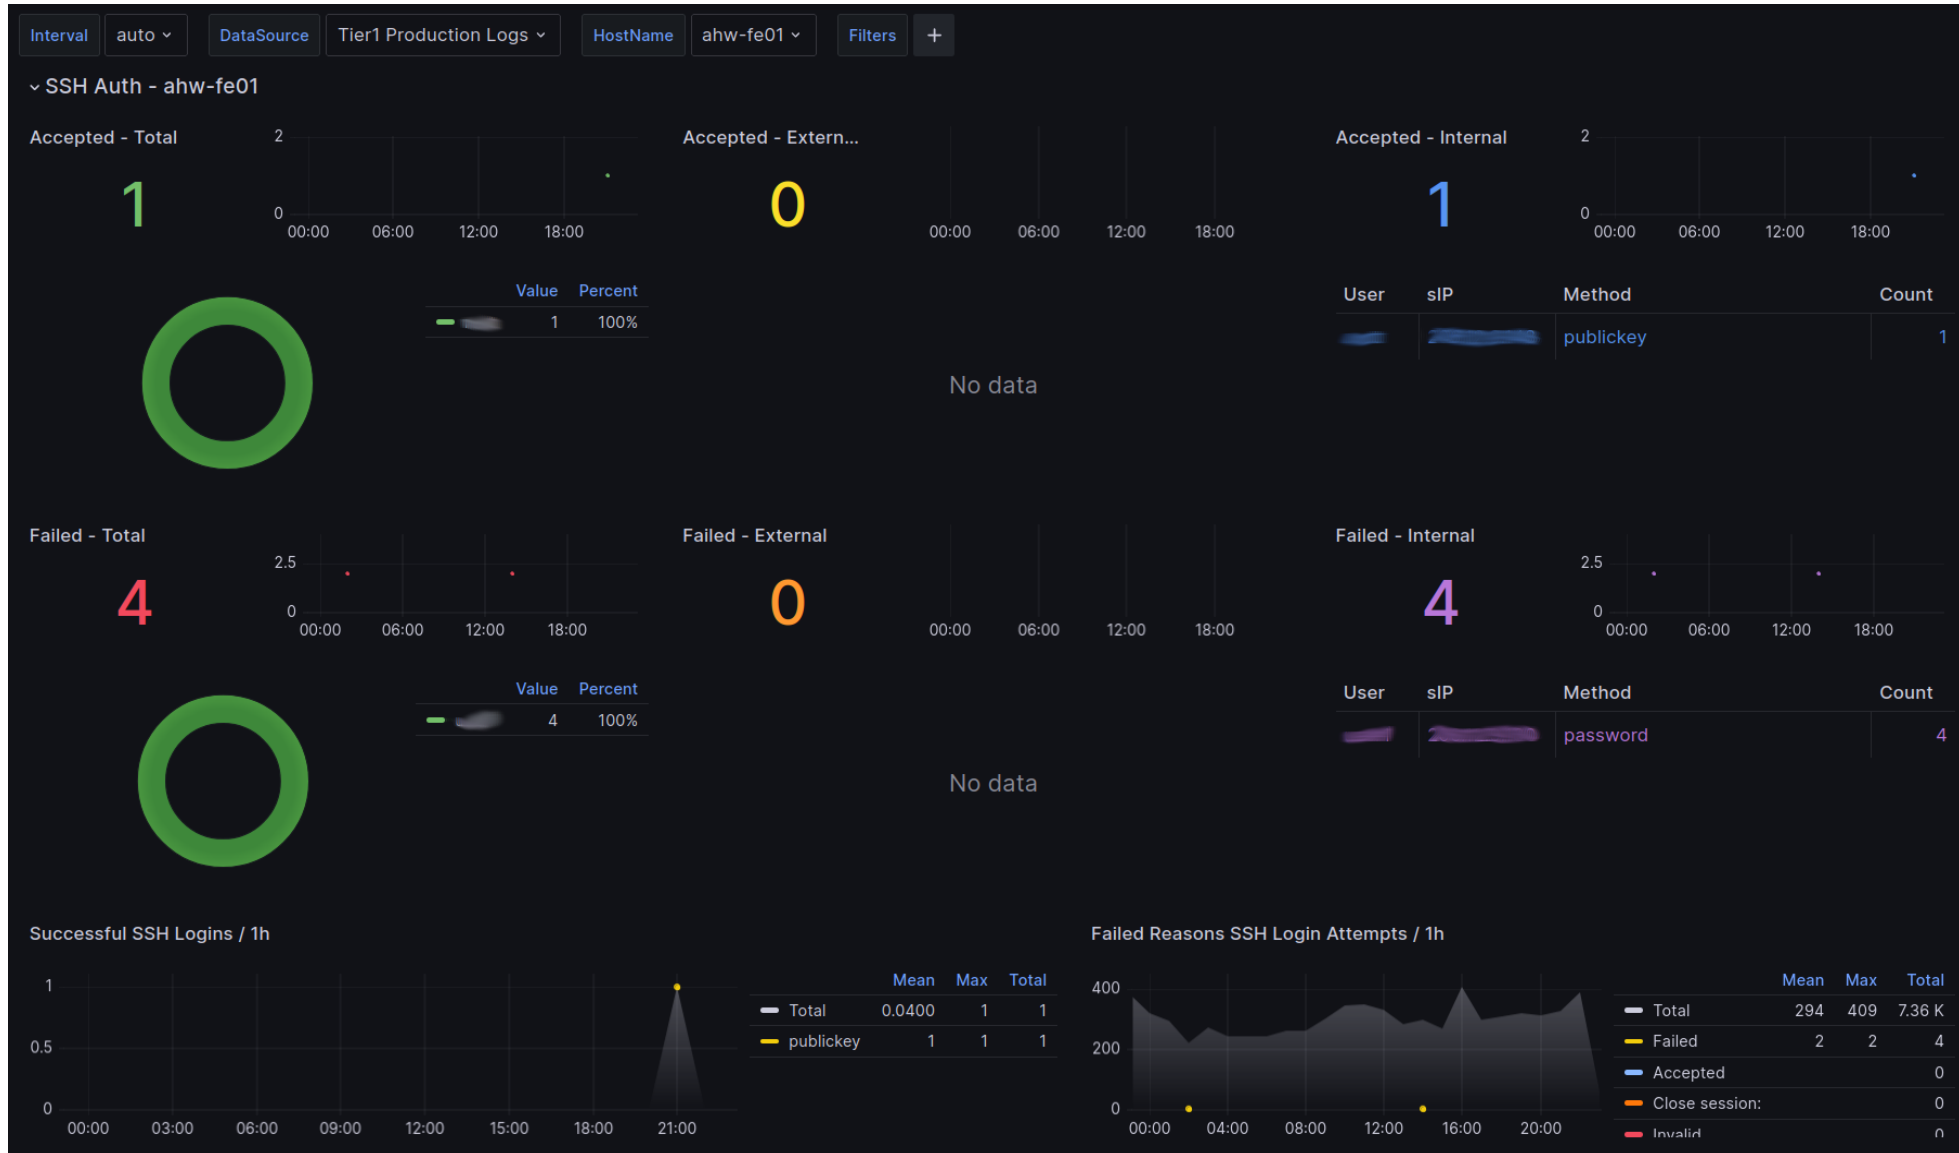 Interval auto DataSource Tier1 Production Logs HostName ahw-fe01 Filters +
SSH Auth - ahw-fe01
Accepted - Total
1
2
0
00:00 06:00 12:00 18:00
Value Percent
1 100%
Accepted - Extern...
0
00:00 06:00 12:00 18:00
No data
Accepted - Internal
1
2
0
00:00 06:00 12:00 18:00
User sIP Method Count
publickey 1
Failed - Total
4
2.5
0
00:00 06:00 12:00 18:00
Value Percent
4 100%
Failed - External
0
00:00 06:00 12:00 18:00
No data
Failed - Internal
4
2.5
0
00:00 06:00 12:00 18:00
User sIP Method Count
password 4
Successful SSH Logins / 1h
1
0.5
0
00:00 03:00 06:00 09:00 12:00 15:00 18:00 21:00
Mean Max Total
Total 0.0400 1 1
publickey 1 1 1
Failed Reasons SSH Login Attempts / 1h
400
200
0
00:00 04:00 08:00 12:00 16:00 20:00
Mean Max Total
Total 294 409 7.36 K
Failed 2 2 4
Accepted 0
Close session: 0
Invalid 0